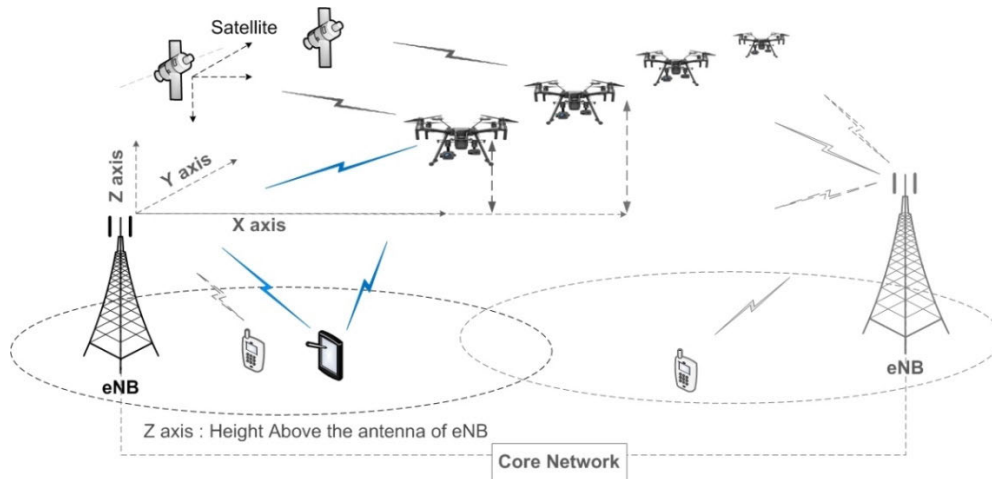 Satellite
Z axis
Y axis
X axis
eNB
eNB
Z axis : Height Above the antenna of eNB
Core Network